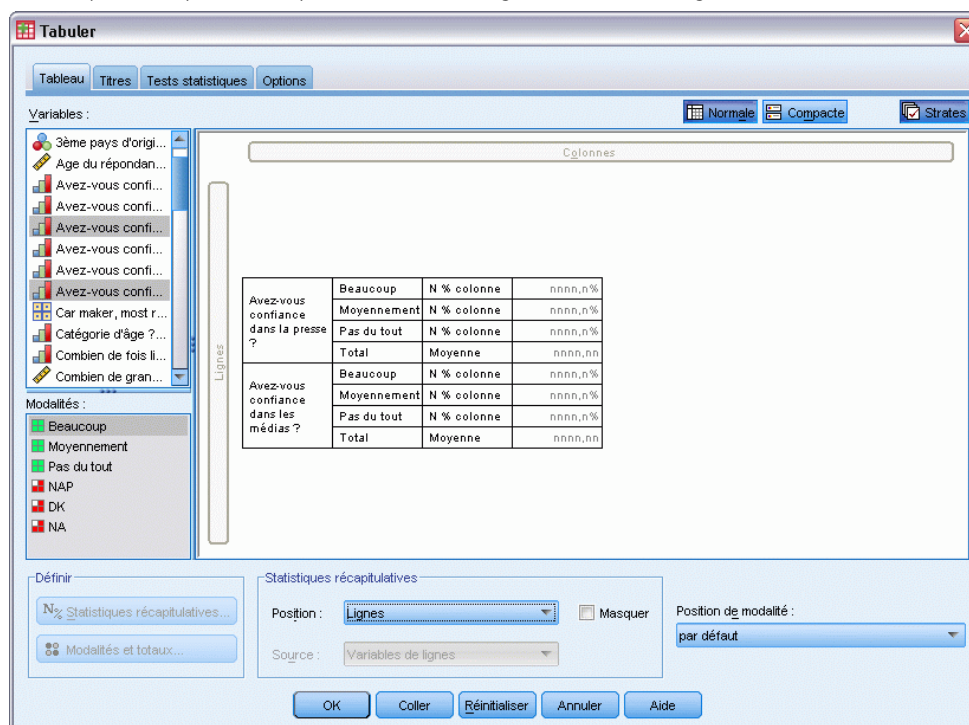 Tabuler
Tableau Titres Tests statistiques Options
Variables :
Normale Compacte Strates
3ème pays d'origi...
Age du répondan...
Avez-vous confi...
Avez-vous confi...
Avez-vous confi...
Avez-vous confi...
Avez-vous confi...
Avez-vous confi...
Car maker, most r...
Catégorie d'âge ?...
Combien de fois li...
Combien de gran...
Colonnes
Lignes
Avez-vous confiance dans la presse ?
Beaucoup N % colonne nnnn,n%
Moyennement N % colonne nnnn,n%
Pas du tout N % colonne nnnn,n%
Total Moyenne nnnn,nn
Avez-vous confiance dans les médias ?
Beaucoup N % colonne nnnn,n%
Moyennement N % colonne nnnn,n%
Pas du tout N % colonne nnnn,n%
Total Moyenne nnnn,nn
Modalités :
Beaucoup
Moyennement
Pas du tout
NAP
DK
NA
Définir
N% Statistiques récapitulatives...
Modalités et totaux...
Statistiques récapitulatives
Position : Lignes Masquer
Source : Variables de lignes
Position de modalité :
par défaut
OK Coller Réinitialiser Annuler Aide